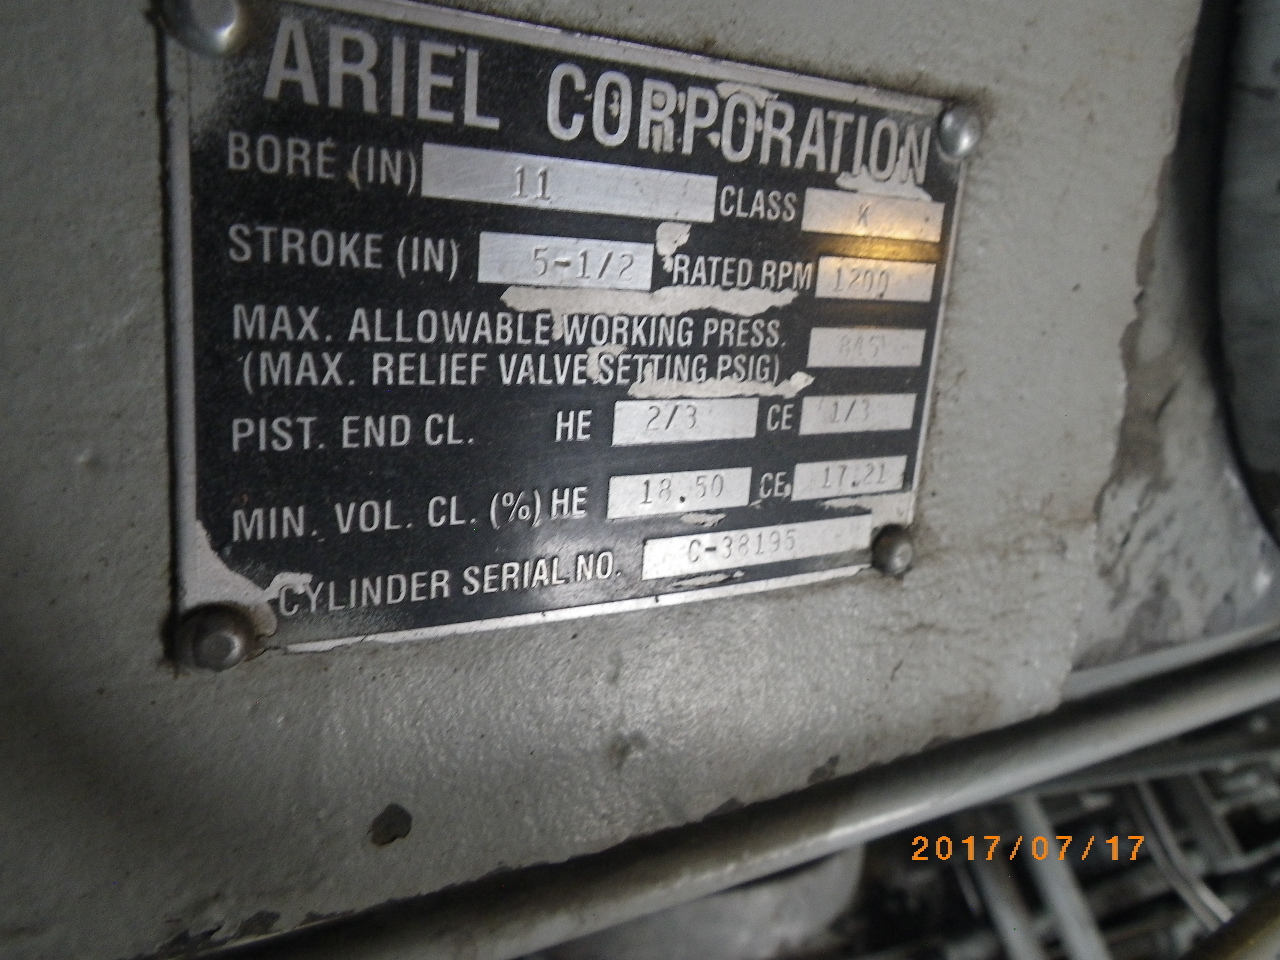 ARIEL CORPORATION
BORE (IN) 11 CLASS K
STROKE (IN) 5-1/2 RATED RPM 1200
MAX. ALLOWABLE WORKING PRESS.
(MAX. RELIEF VALVE SETTING PSIG)
PIST. END CL. HE 2/3 CE 1/3
MIN. VOL. CL. (%) HE 18.50 CE 17.21
CYLINDER SERIAL NO. C-38195
2017/07/17